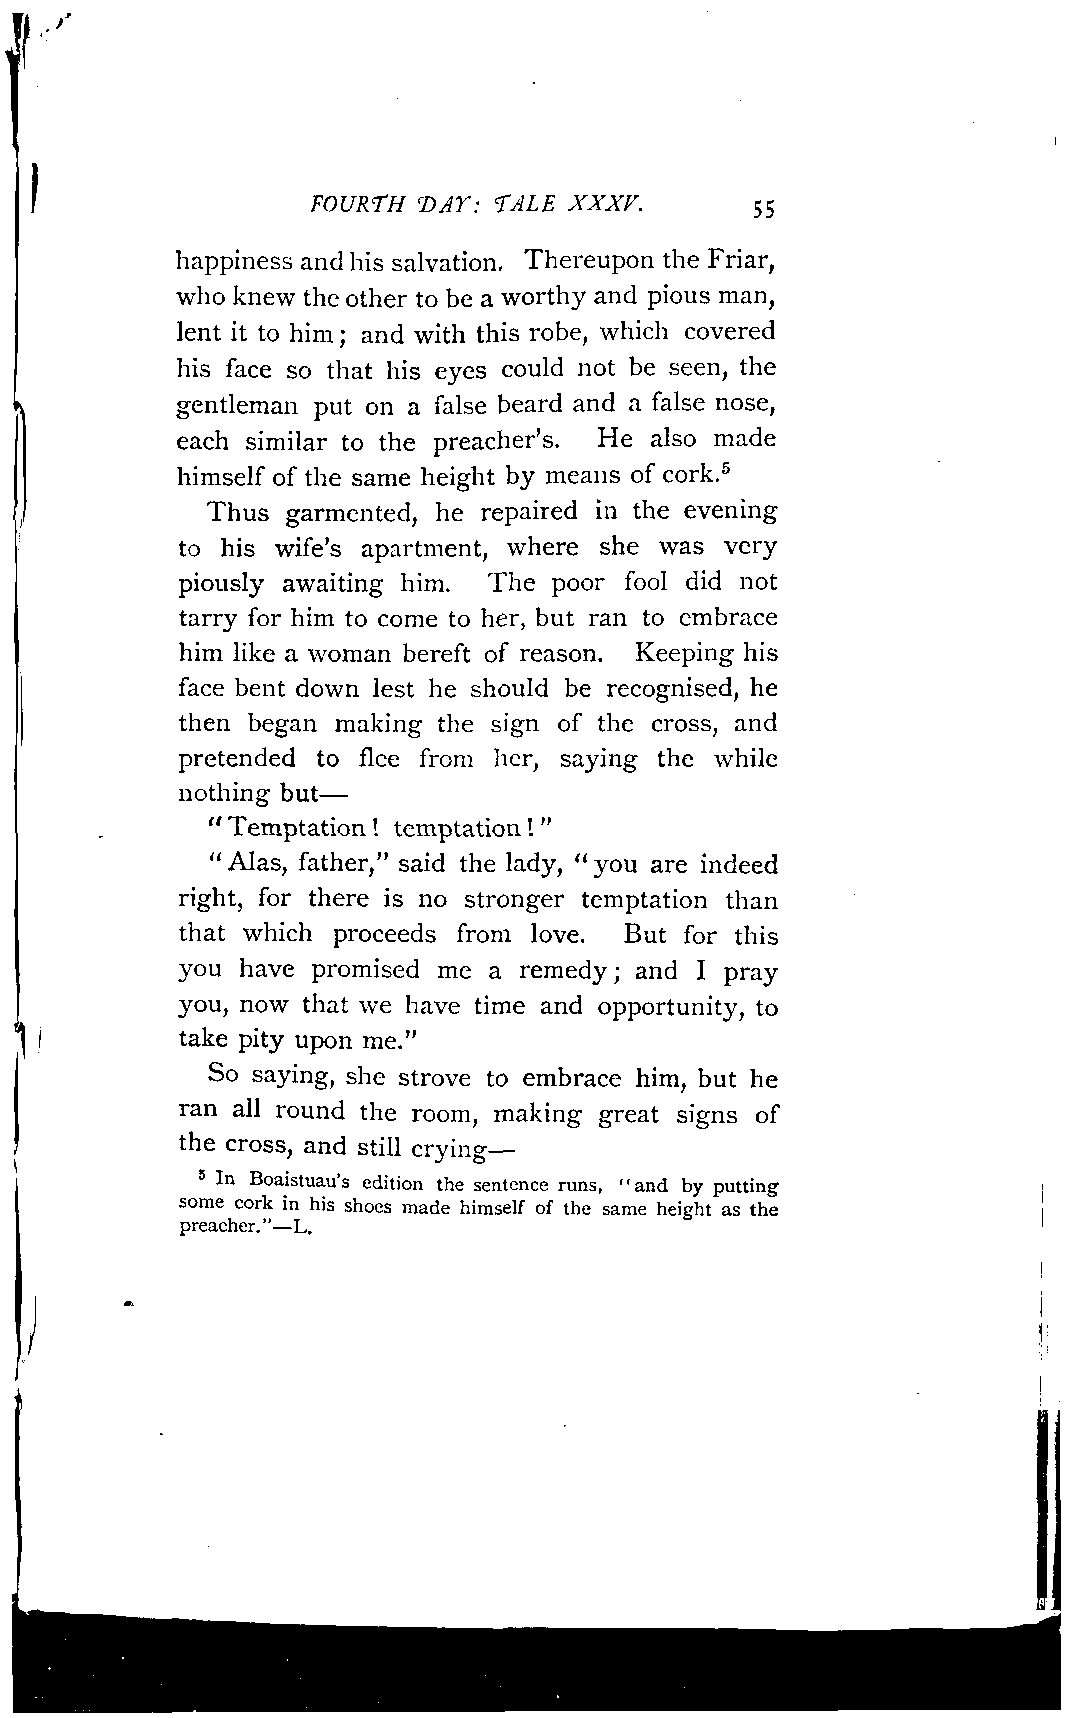 FOURTH DAY: TALE XXXV. 55
happiness and his salvation. Thereupon the Friar,
who knew the other to be a worthy and pious man,
lent it to him; and with this robe, which covered
his face so that his eyes could not be seen, the
gentleman put on a false beard and a false nose,
each similar to the preacher's. He also made
himself of the same height by means of cork.⁵
Thus garmented, he repaired in the evening
to his wife's apartment, where she was very
piously awaiting him. The poor fool did not
tarry for him to come to her, but ran to embrace
him like a woman bereft of reason. Keeping his
face bent down lest he should be recognised, he
then began making the sign of the cross, and
pretended to flee from her, saying the while
nothing but—
"Temptation! temptation!"
"Alas, father," said the lady, "you are indeed
right, for there is no stronger temptation than
that which proceeds from love. But for this
you have promised me a remedy; and I pray
you, now that we have time and opportunity, to
take pity upon me."
So saying, she strove to embrace him, but he
ran all round the room, making great signs of
the cross, and still crying—
⁵ In Boaistuau's edition the sentence runs, "and by putting
some cork in his shoes made himself of the same height as the
preacher."—L.